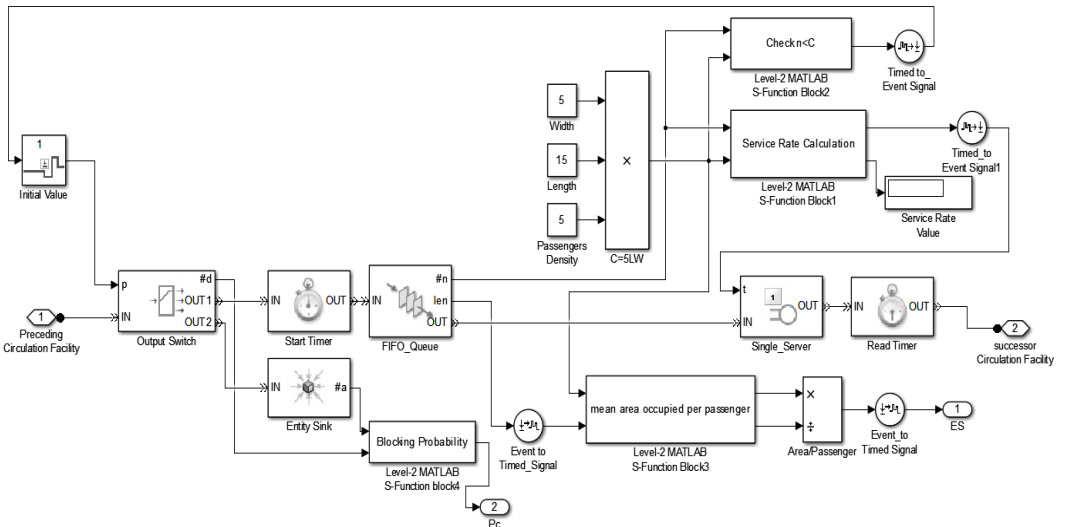 Check n<C
Level-2 MATLAB
S-Function Block2
Timed to_
Event Signal
5
Width
15
Length
5
Passengers
Density
×
C=5LW
Service Rate Calculation
Level-2 MATLAB
S-Function Block1
Timed_to
Event Signal1
Service Rate
Value
1
Initial Value
p
IN
#d
OUT1
OUT2
Output Switch
1
Preceding
Circulation Facility
IN
OUT
Start Timer
IN
#n
len
OUT
FIFO_Queue
t
IN
1
OUT
Single_Server
IN
OUT
Read Timer
2
successor
Circulation Facility
IN
#a
Entity Sink
Blocking Probability
Level-2 MATLAB
S-Function block4
2
Pc
Event to
Timed_Signal
mean area occupied per passenger
Level-2 MATLAB
S-Function Block3
×
÷
Area/Passenger
Event_to
Timed Signal
1
ES